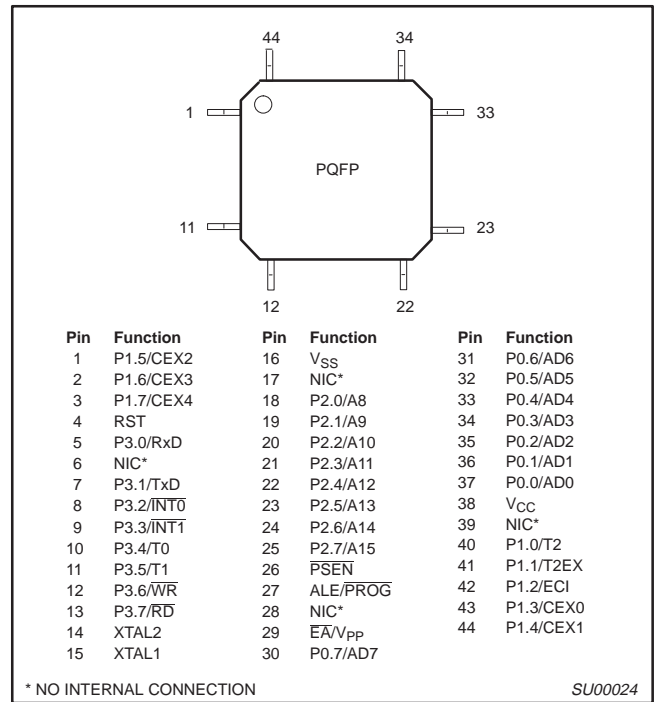 44 34
1 33
PQFP
11 23
12 22
Pin Function Pin Function Pin Function
1 P1.5/CEX2 16 VSS 31 P0.6/AD6
2 P1.6/CEX3 17 NIC* 32 P0.5/AD5
3 P1.7/CEX4 18 P2.0/A8 33 P0.4/AD4
4 RST 19 P2.1/A9 34 P0.3/AD3
5 P3.0/RxD 20 P2.2/A10 35 P0.2/AD2
6 NIC* 21 P2.3/A11 36 P0.1/AD1
7 P3.1/TxD 22 P2.4/A12 37 P0.0/AD0
8 P3.2/I̅N̅T̅0̅ 23 P2.5/A13 38 VCC
9 P3.3/I̅N̅T̅1̅ 24 P2.6/A14 39 NIC*
10 P3.4/T0 25 P2.7/A15 40 P1.0/T2
11 P3.5/T1 26 P̅S̅E̅N̅ 41 P1.1/T2EX
12 P3.6/W̅R̅ 27 ALE/P̅R̅O̅G̅ 42 P1.2/ECI
13 P3.7/R̅D̅ 28 NIC* 43 P1.3/CEX0
14 XTAL2 29 E̅A̅/VPP 44 P1.4/CEX1
15 XTAL1 30 P0.7/AD7
* NO INTERNAL CONNECTION SU00024